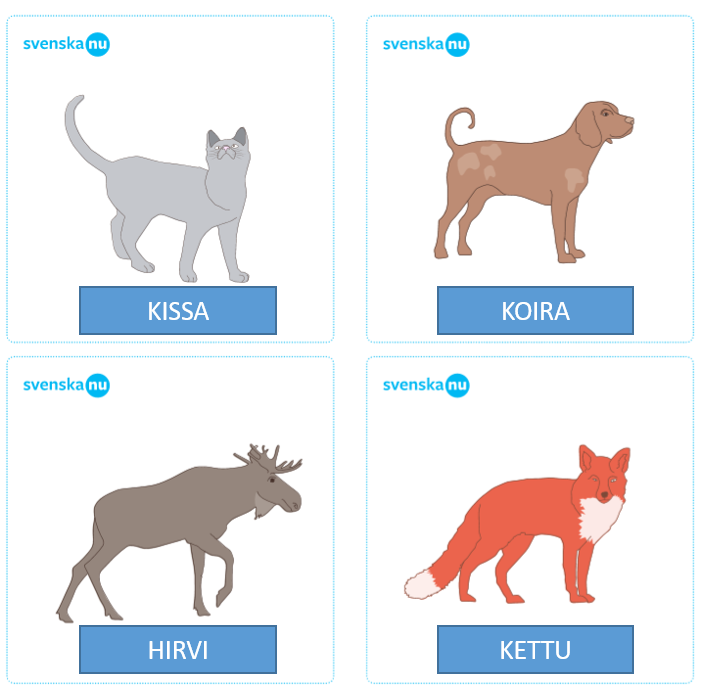 svenska nu
svenska nu
KISSA
KOIRA
svenska nu
svenska nu
HIRVI
KETTU